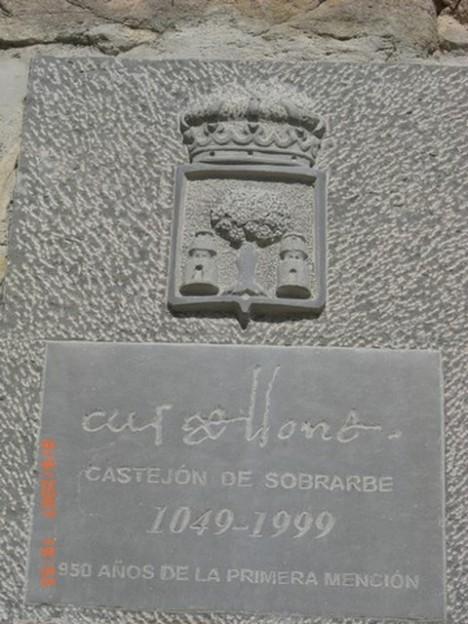 CASTEJÓN DE SOBRARBE
1049-1999
950 AÑOS DE LA PRIMERA MENCIÓN